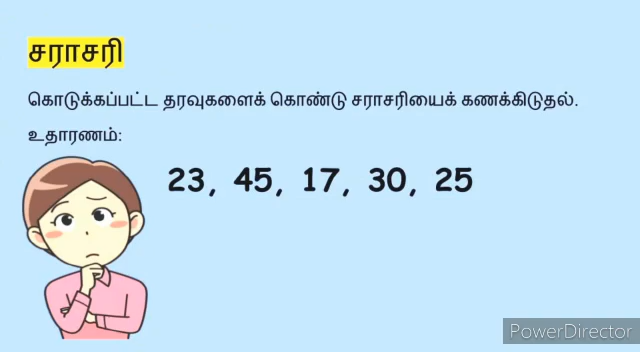 சராசரி
கொடுக்கப்பட்ட தரவுகளைக் கொண்டு சராசரியைக் கணக்கிடுதல்.
உதாரணம்:
23, 45, 17, 30, 25
PowerDirector